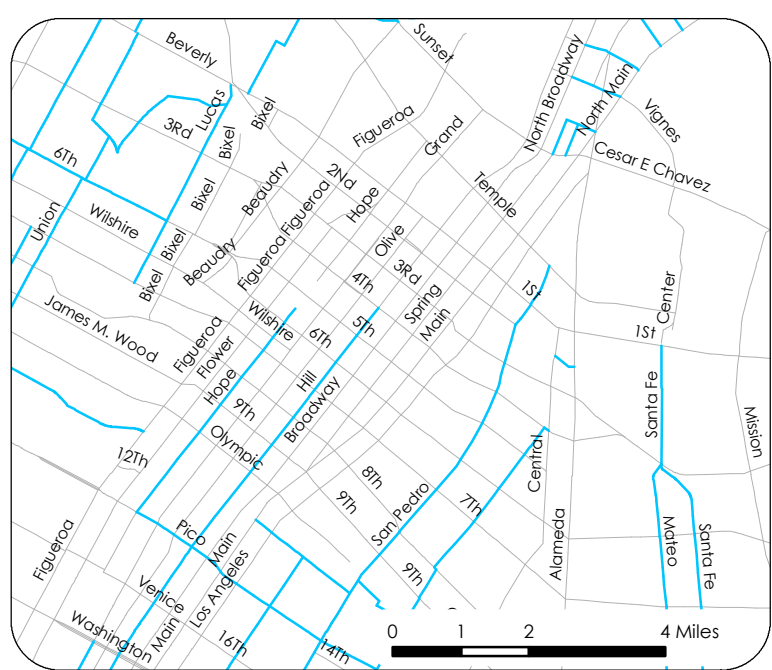 Sunset
Beverly
North Broadway
North Main
Lucas
Bixel
Vignes
3Rd
Figueroa
Grand
Bixel
6Th
Cesar E Chavez
2Nd
Beaudry
Bixel
Figueroa
Hope
Temple
Union
Wilshire
Bixel
Olive
Beaudry
Figueroa
3Rd
4Th
Bixel
1St
Center
Spring
Main
James M. Wood
Wilshire
6Th
5Th
1St
Figueroa
Flower
Hope
Hill
9Th
Broadway
Santa Fe
Mission
Olympic
12Th
Central
8Th
9Th
7Th
San Pedro
Figueroa
Pico
Main
Alameda
Mateo
Santa Fe
9Th
Los Angeles
Venice
Washington
Main
16Th
14Th
0 1 2 4 Miles